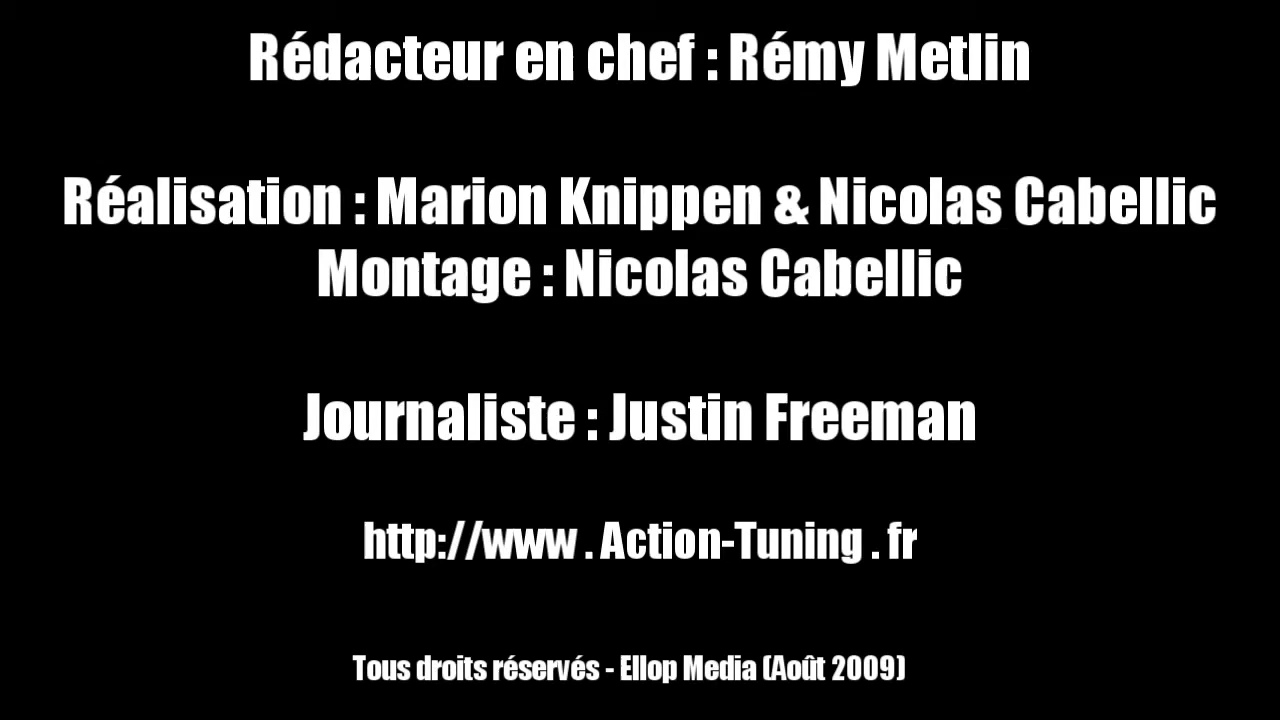 Rédacteur en chef : Rémy Metlin
Réalisation : Marion Knippen & Nicolas Cabellic
Montage : Nicolas Cabellic
Journaliste : Justin Freeman
http://www . Action-Tuning . fr
Tous droits réservés - Ellop Media (Août 2009)